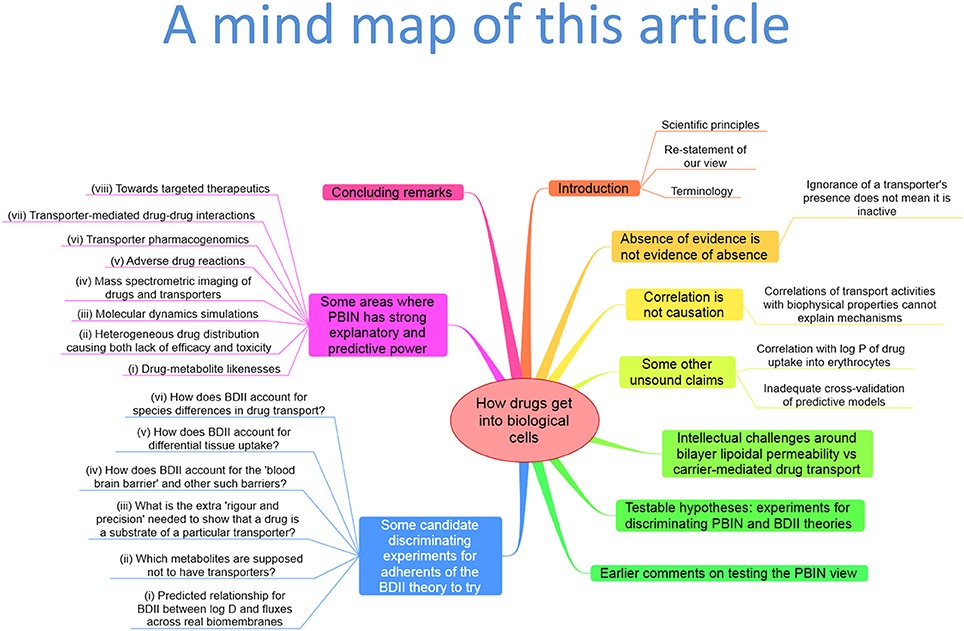 A mind map of this article
Scientific principles
Re-statement of
our view
Terminology
Introduction
Ignorance of a transporter's
presence does not mean it is
inactive
Absence of evidence is
not evidence of absence
Correlation is
not causation
Correlations of transport activities
with biophysical properties cannot
explain mechanisms
Some other
unsound claims
Correlation with log P of drug
uptake into erythrocytes
Inadequate cross-validation
of predictive models
Intellectual challenges around
bilayer lipoidal permeability vs
carrier-mediated drug transport
Testable hypotheses: experiments for
discriminating PBIN and BDII theories
Earlier comments on testing the PBIN view
How drugs get
into biological
cells
Concluding remarks
Some areas where
PBIN has strong
explanatory and
predictive power
(viii) Towards targeted therapeutics
(vii) Transporter-mediated drug-drug interactions
(vi) Transporter pharmacogenomics
(v) Adverse drug reactions
(iv) Mass spectrometric imaging of
drugs and transporters
(iii) Molecular dynamics simulations
(ii) Heterogeneous drug distribution
causing both lack of efficacy and toxicity
(i) Drug-metabolite likenesses
Some candidate
discriminating
experiments for
adherents of the
BDII theory to try
(vi) How does BDII account for
species differences in drug transport?
(v) How does BDII account for
differential tissue uptake?
(iv) How does BDII account for the 'blood
brain barrier' and other such barriers?
(iii) What is the extra 'rigour and
precision' needed to show that a drug is
a substrate of a particular transporter?
(ii) Which metabolites are supposed
not to have transporters?
(i) Predicted relationship for
BDII between log D and fluxes
across real biomembranes